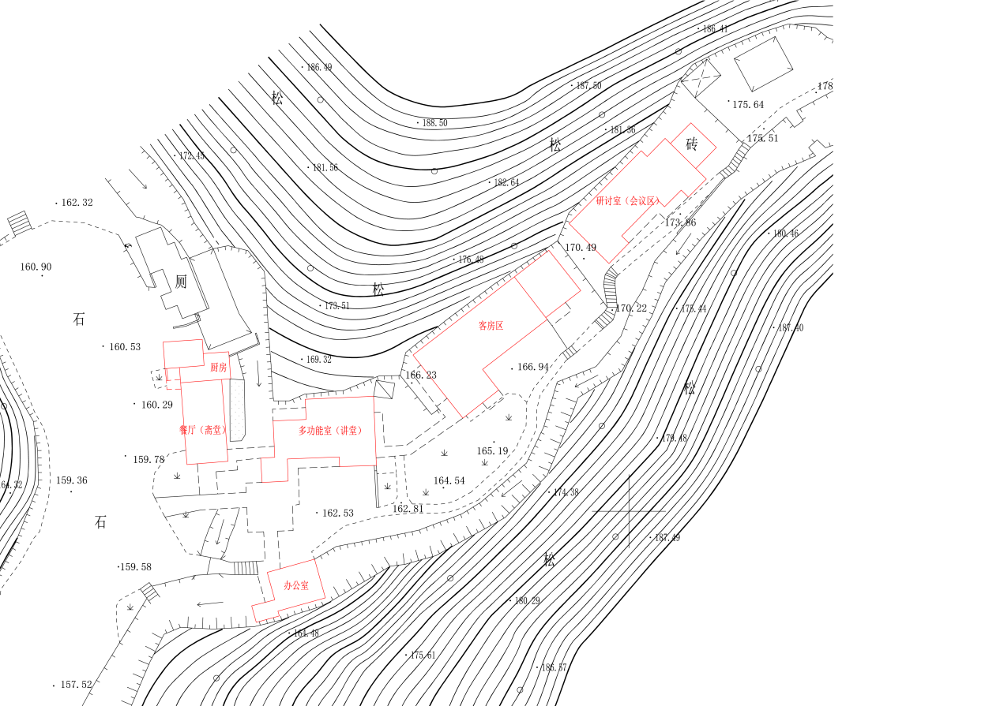 186.41
186.49
187.50
178
松
175.64
188.50
181.36
175.51
松
砖
172.45
181.56
182.64
162.32
研讨室（会议区）
173.86
180.46
170.49
176.48
160.90
厕
松
173.51
170.22
175.44
石
客房区
187.40
160.53
169.32
厨房
166.94
166.23
松
160.29
餐厅（斋堂）
多功能室（讲堂）
179.48
165.19
159.78
159.36
164.54
164.32
174.38
162.81
162.53
石
187.49
松
159.58
办公室
180.29
164.48
175.61
186.57
157.52